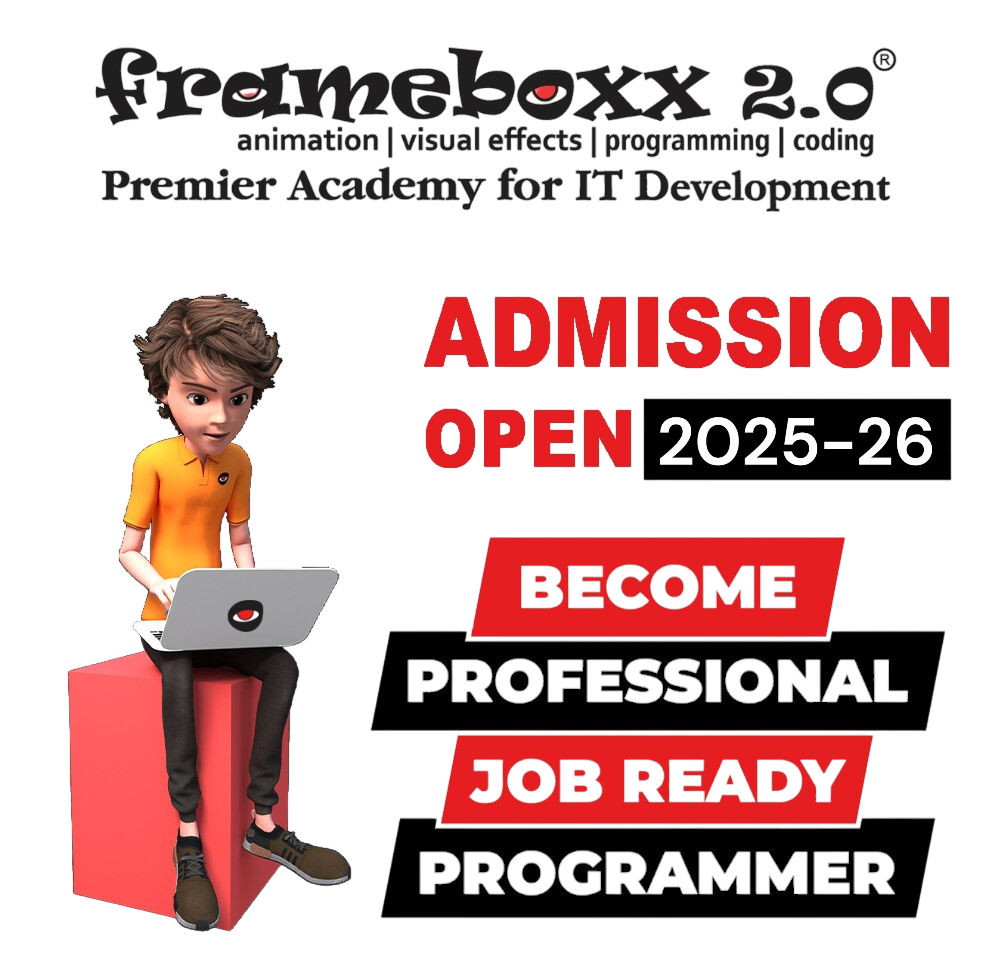 frameboxx 2.0®
animation | visual effects | programming | coding
Premier Academy for IT Development
ADMISSION
OPEN 2025-26
BECOME
PROFESSIONAL
JOB READY
PROGRAMMER